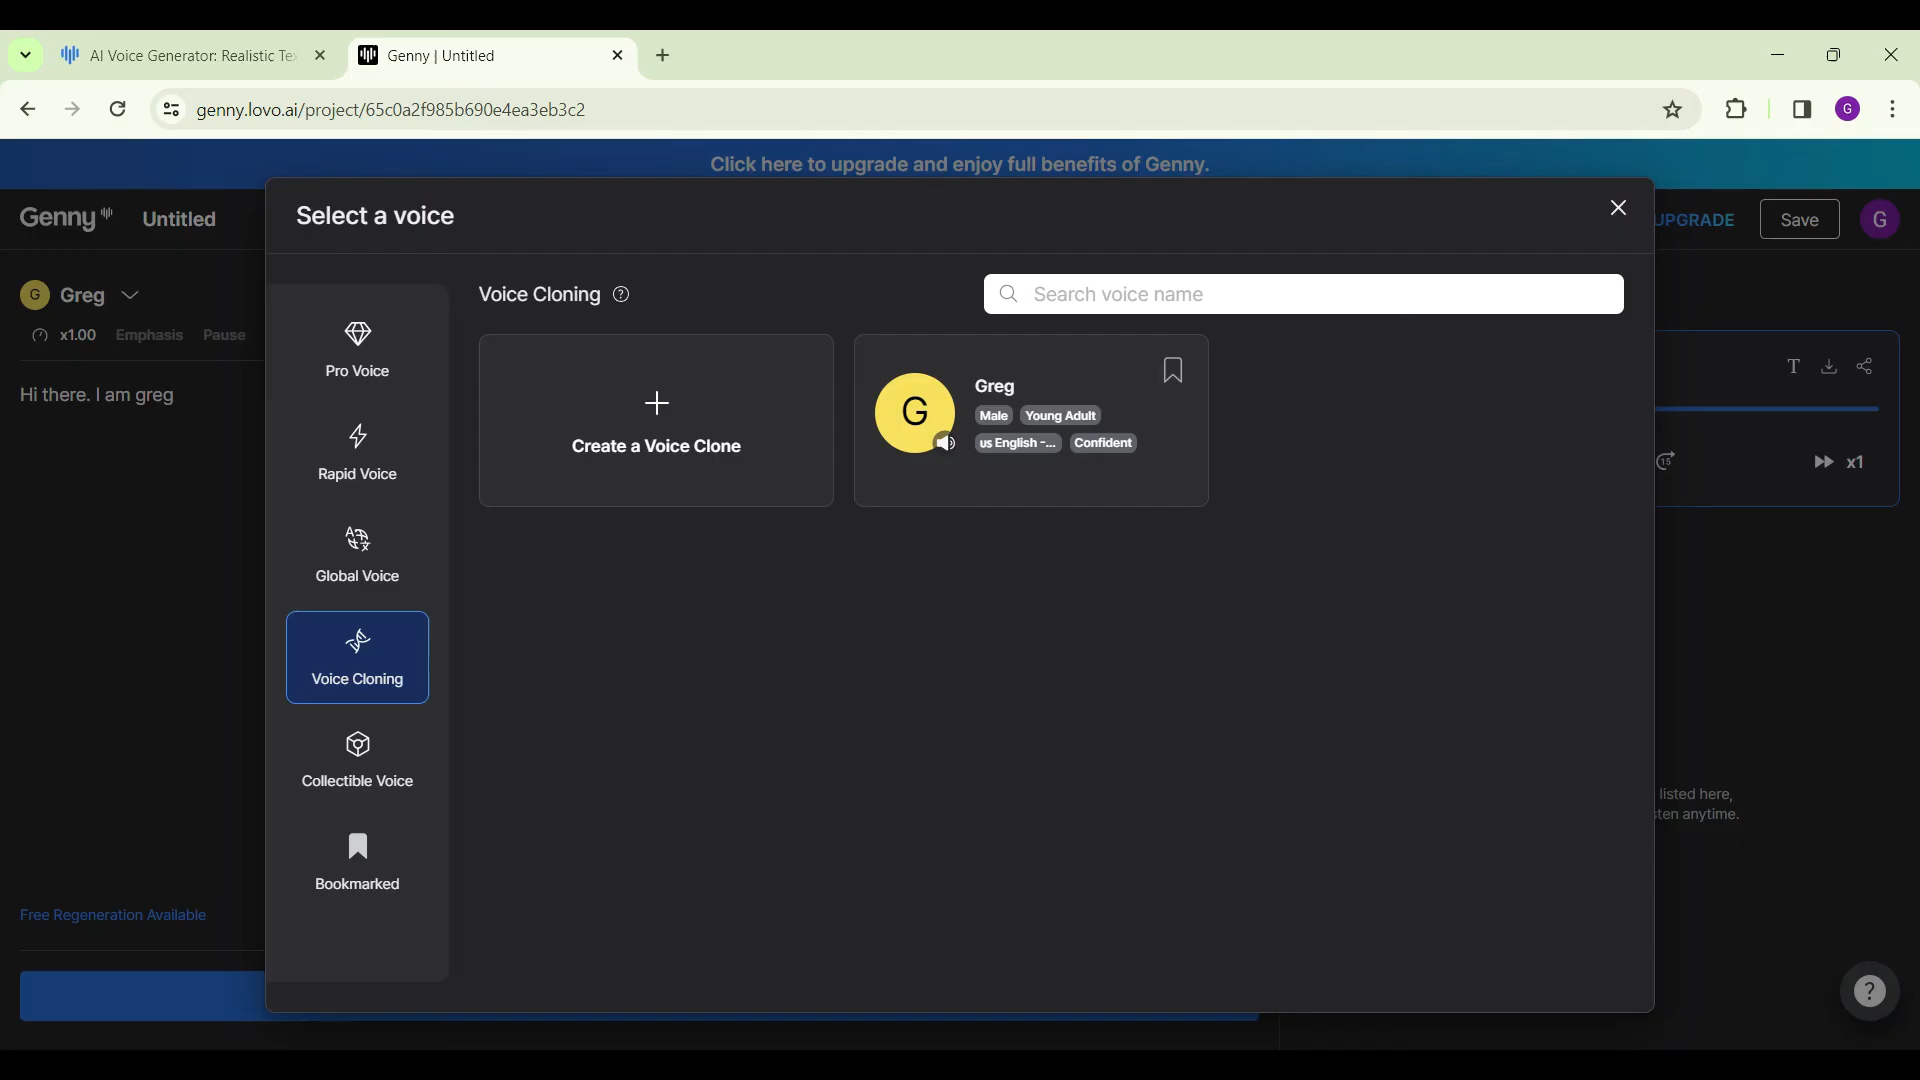 AI Voice Generator: Realistic Tex
Genny | Untitled
genny.lovo.ai/project/65c0a2f985b690e4ea3eb3c2
G
Click here to upgrade and enjoy full benefits of Genny.
Genny
Untitled
Select a voice
UPGRADE
Save
G
G
Greg
x1.00
Emphasis
Pause
Hi there. I am greg
Voice Cloning
?
Search voice name
Pro Voice
Rapid Voice
Global Voice
Voice Cloning
Collectible Voice
Bookmarked
Create a Voice Clone
G
Greg
Male
Young Adult
us English -...
Confident
T
15
x1
listed here,
sten anytime.
Free Regeneration Available
?